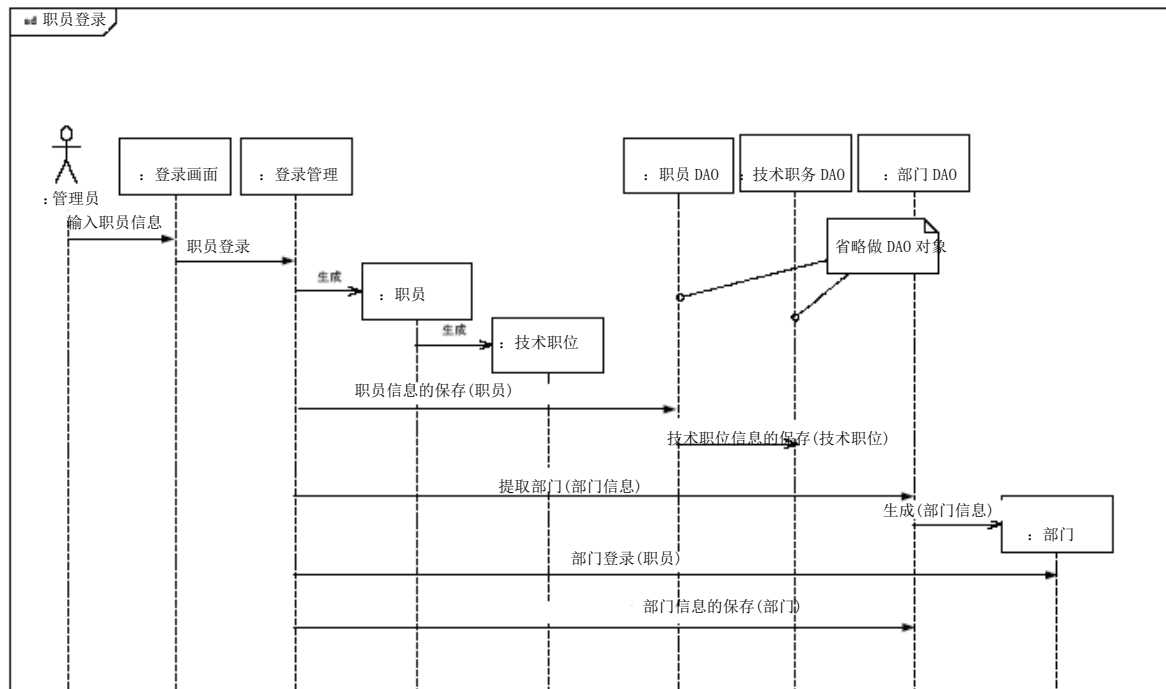 sd 职员登录
：登录画面
：登录管理
：职员 DAO
：技术职务 DAO
：部门 DAO
：管理员
输入职员信息
职员登录
省略做 DAO 对象
生成
：职员
生成
：技术职位
职员信息的保存(职员)
技术职位信息的保存(技术职位)
提取部门(部门信息)
生成(部门信息)
：部门
部门登录(职员)
部门信息的保存(部门)